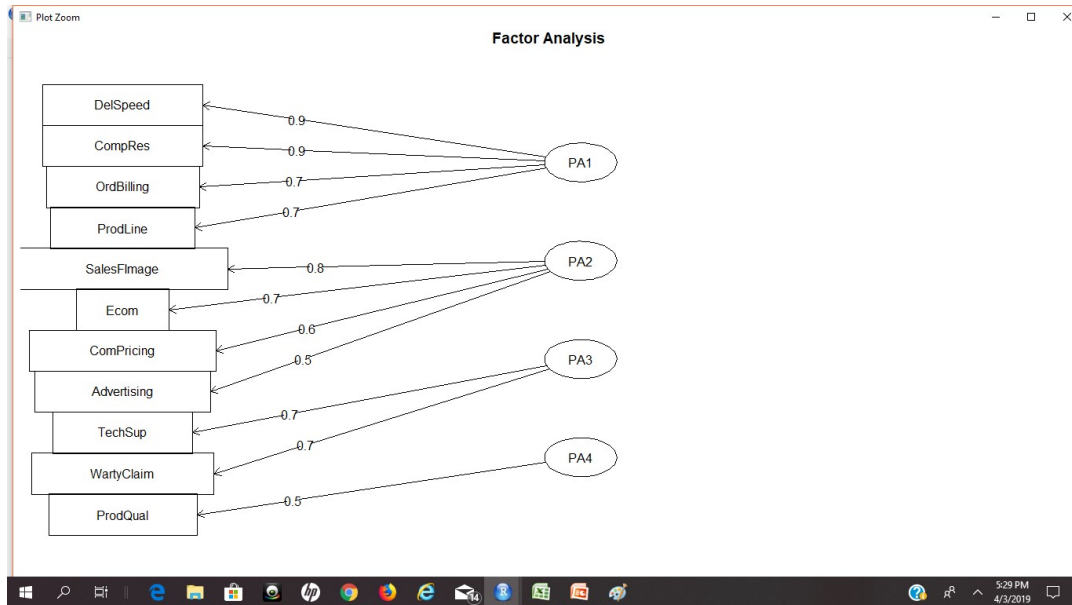 Plot Zoom
Factor Analysis
DelSpeed
0.9
CompRes
0.9
PA1
OrdBilling
0.7
ProdLine
0.7
SalesFImage
0.8
PA2
Ecom
0.7
ComPricing
0.6
Advertising
0.5
PA3
TechSup
0.7
WartyClaim
0.7
PA4
ProdQual
0.5
14
5:29 PM
4/3/2019